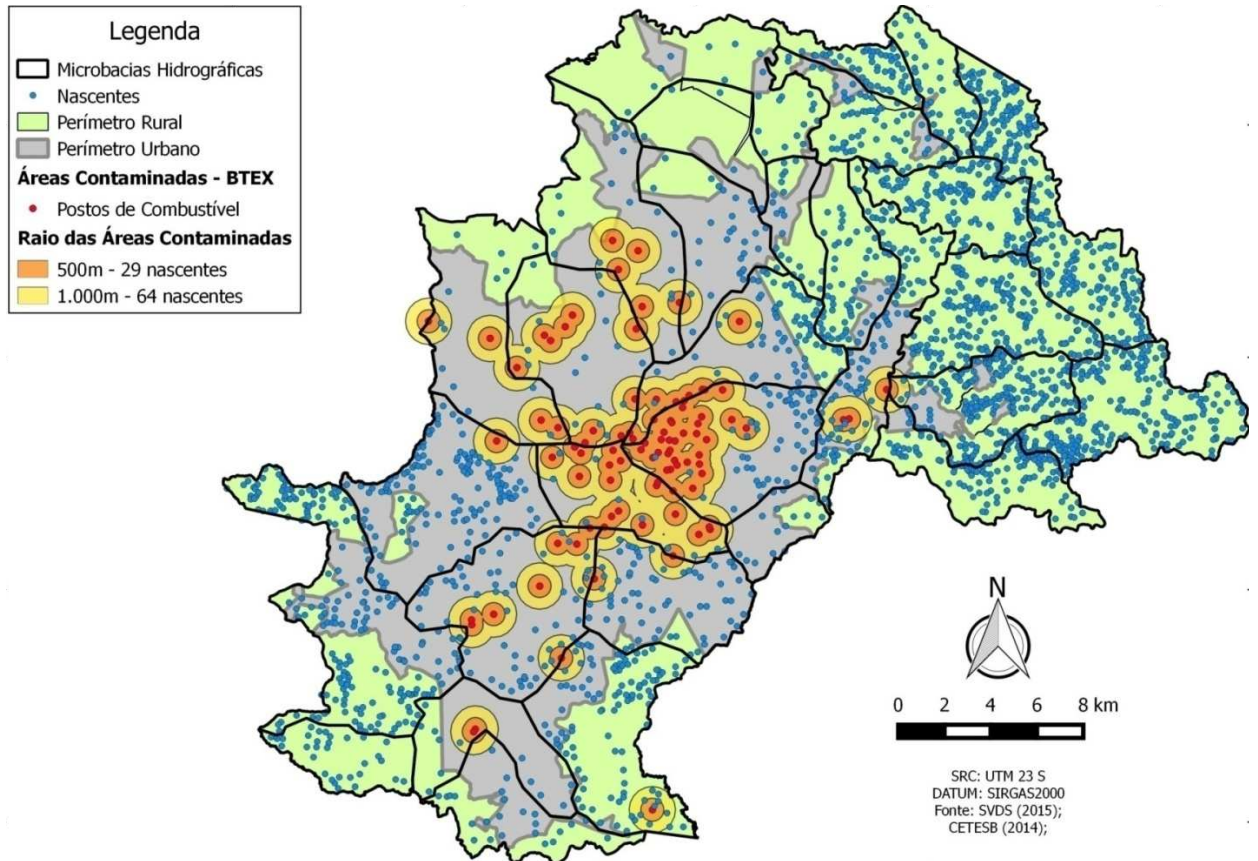 Legenda
Microbacias Hidrográficas
Nascentes
Perímetro Rural
Perímetro Urbano
Áreas Contaminadas - BTEX
Postos de Combustível
Raio das Áreas Contaminadas
500m - 29 nascentes
1.000m - 64 nascentes
N
0 2 4 6 8 km
SRC: UTM 23 S
DATUM: SIRGAS2000
Fonte: SVDS (2015);
CETESB (2014);